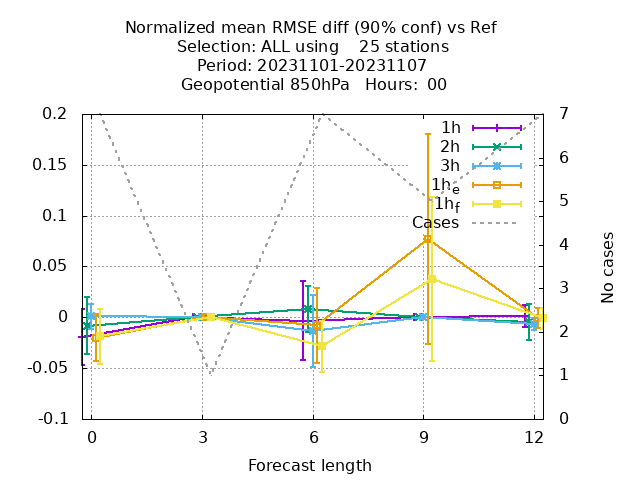 Normalized mean RMSE diff (90% conf) vs Ref
Selection: ALL using    25 stations
Period: 20231101-20231107
Geopotential 850hPa   Hours:  00
0.2
0.15
0.1
0.05
0
-0.05
-0.1
7
6
5
4
3
2
1
0
1h
2h
3h
1he
1hf
Cases
No cases
0
3
6
9
12
Forecast length